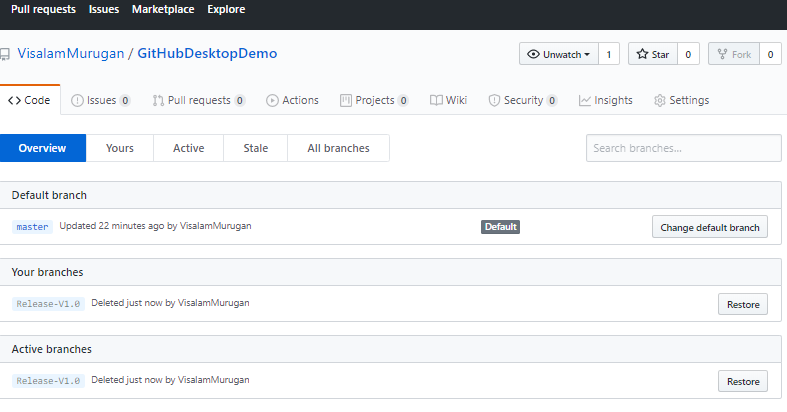 Pull requests Issues Marketplace Explore
VisalamMurugan / GitHubDesktopDemo Unwatch 1 Star 0 Fork 0
Code Issues 0 Pull requests 0 Actions Projects 0 Wiki Security 0 Insights Settings
Overview Yours Active Stale All branches Search branches...
Default branch
master Updated 22 minutes ago by VisalamMurugan Default Change default branch
Your branches
Release-V1.0 Deleted just now by VisalamMurugan Restore
Active branches
Release-V1.0 Deleted just now by VisalamMurugan Restore